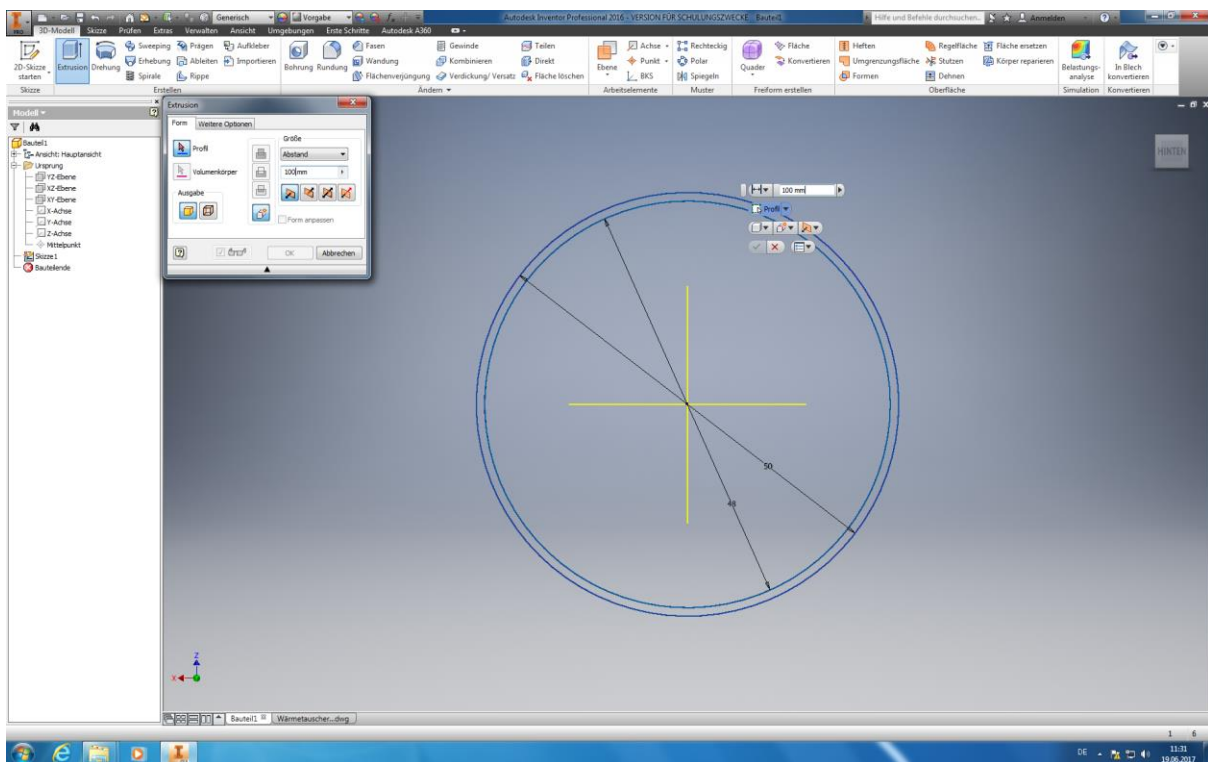 Generisch Vorgabe Autodesk Inventor Professional 2016 - VERSION FÜR SCHULUNGSZWECKE Bauteil1 Hilfe und Befehle durchsuchen... Anmelden
PRO 3D-Modell Skizze Prüfen Extras Verwalten Ansicht Umgebungen Erste Schritte Autodesk A360
Sweeping Prägen Aufkleber Fasen Gewinde Teilen Achse Rechteckig Fläche Heften Regelfläche Fläche ersetzen
Erhebung Ableiten Importieren Wandung Kombinieren Direkt Punkt Polar Konvertieren Umgrenzungsfläche Stutzen Körper reparieren
2D-Skizze starten Extrusion Drehung Bohrung Rundung Ebene Quader Belastungs-analyse In Blech konvertieren
Spirale Rippe Flächenverjüngung Verdickung/ Versatz Fläche löschen BKS Spiegeln Formen Dehnen
Skizze Erstellen Ändern Arbeitselemente Muster Freiform erstellen Oberfläche Simulation Konvertieren
Modell
Bauteil1
Ansicht: Hauptansicht
Ursprung
YZ-Ebene
XZ-Ebene
XY-Ebene
X-Achse
Y-Achse
Z-Achse
Mittelpunkt
Skizze1
Bauteilende
Extrusion
Form Weitere Optionen
Größe
Profil
Abstand
Volumenkörper
100mm
Ausgabe
Form anpassen
OK Abbrechen
HINTEN
100 mm
Profil
50
48
Z
X
Bauteil1 Wärmetauscher...dwg
1 6
DE 11:31
19.06.2017